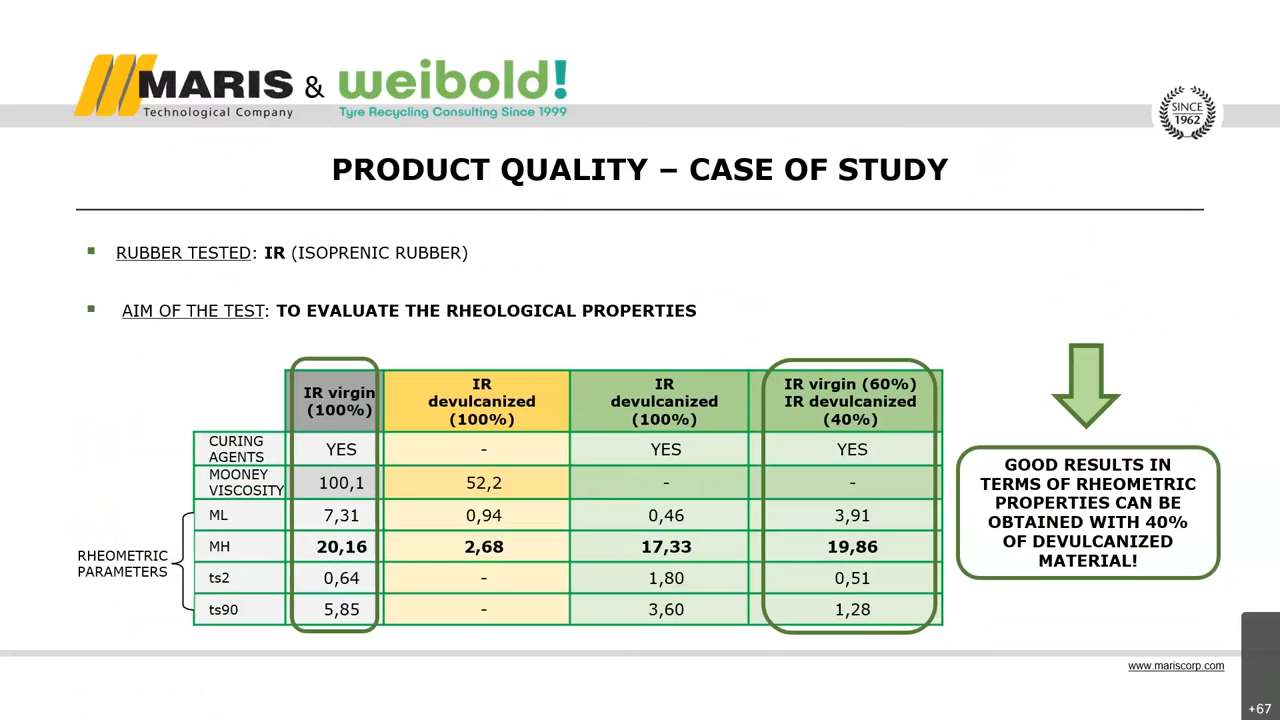 MARIS & weibold!
Technological Company
Tyre Recycling Consulting Since 1999
SINCE
1962
PRODUCT QUALITY – CASE OF STUDY
RUBBER TESTED: IR (ISOPRENIC RUBBER)
AIM OF THE TEST: TO EVALUATE THE RHEOLOGICAL PROPERTIES
IR virgin
(100%)
IR
devulcanized
(100%)
IR
devulcanized
(100%)
IR virgin (60%)
IR devulcanized
(40%)
CURING
AGENTS
YES
-
YES
YES
MOONEY
VISCOSITY
100,1
52,2
-
-
RHEOMETRIC
PARAMETERS
ML
7,31
0,94
0,46
3,91
MH
20,16
2,68
17,33
19,86
ts2
0,64
-
1,80
0,51
ts90
5,85
-
3,60
1,28
GOOD RESULTS IN
TERMS OF RHEOMETRIC
PROPERTIES CAN BE
OBTAINED WITH 40%
OF DEVULCANIZED
MATERIAL!
www.mariscorp.com
+67